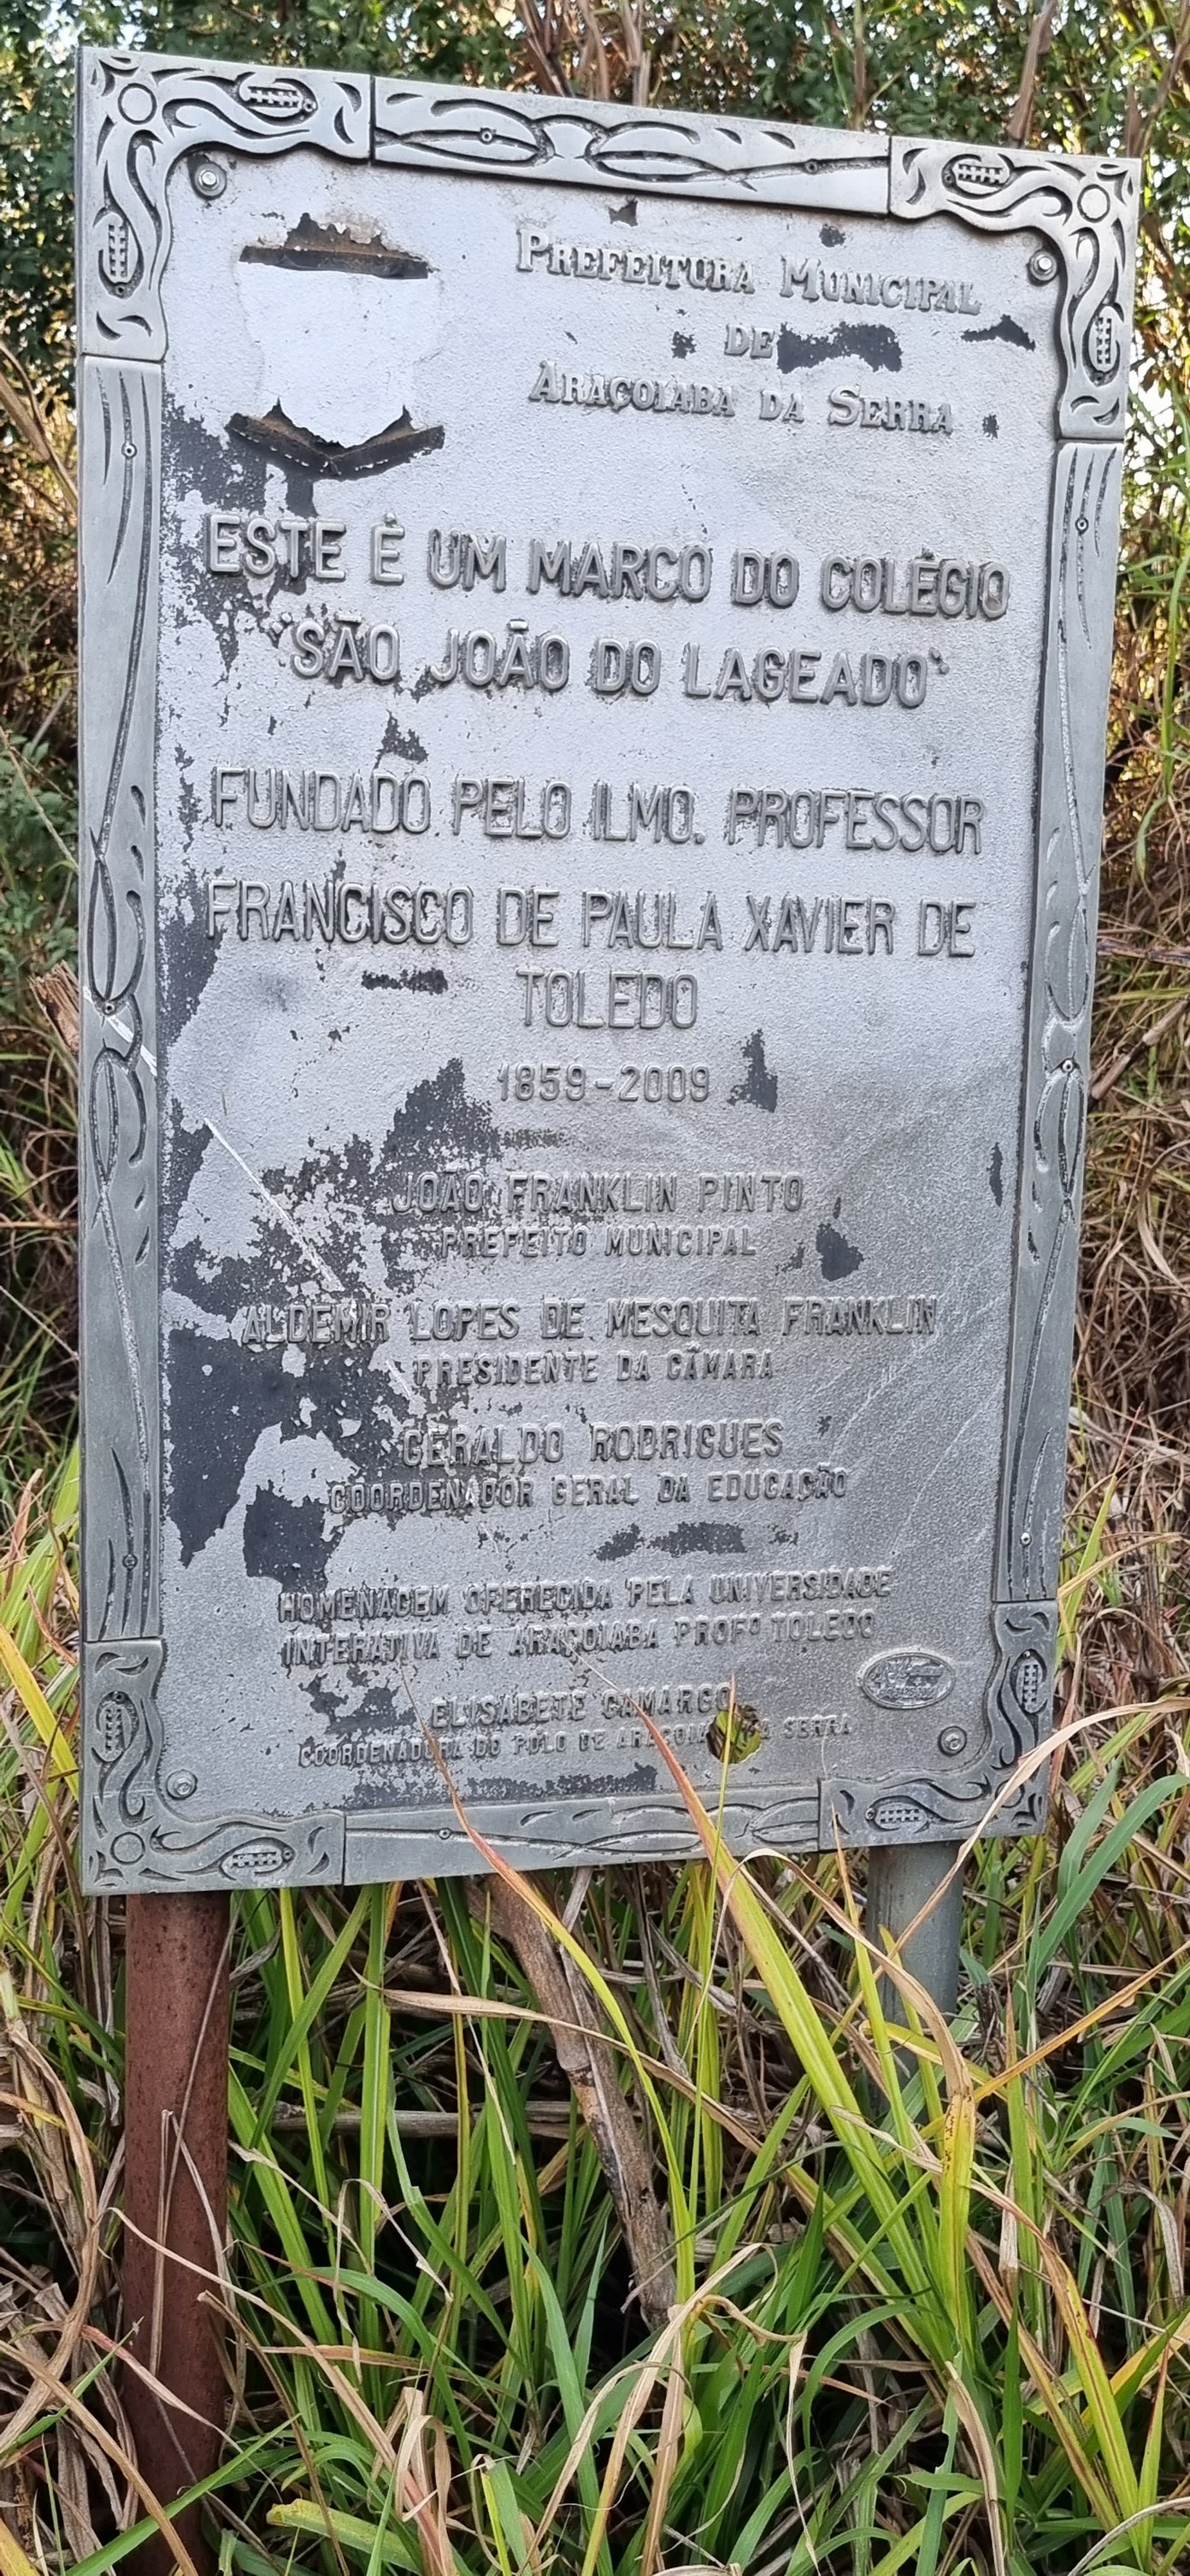 PREFEITURA MUNICIPAL
DE
ARAÇOIABA DA SERRA
ESTE É UM MARCO DO COLÉGIO
"SÃO JOÃO DO LAGEADO"
FUNDADO PELO ILMO. PROFESSOR
FRANCISCO DE PAULA XAVIER DE
TOLEDO
1859-2009
JOÃO FRANKLIN PINTO
PREFEITO MUNICIPAL
ALDEMIR LOPES DE MESQUITA FRANKLIN
PRESIDENTE DA CÂMARA
GERALDO RODRIGUES
COORDENADOR GERAL DA EDUCAÇÃO
HOMENAGEM OFERECIDA PELA UNIVERSIDADE
INTERATIVA DE ARAÇOIABA PROFº TOLEDO
ELISABETE CAMARGO
COORDENADORA DO POLO DE SERRA